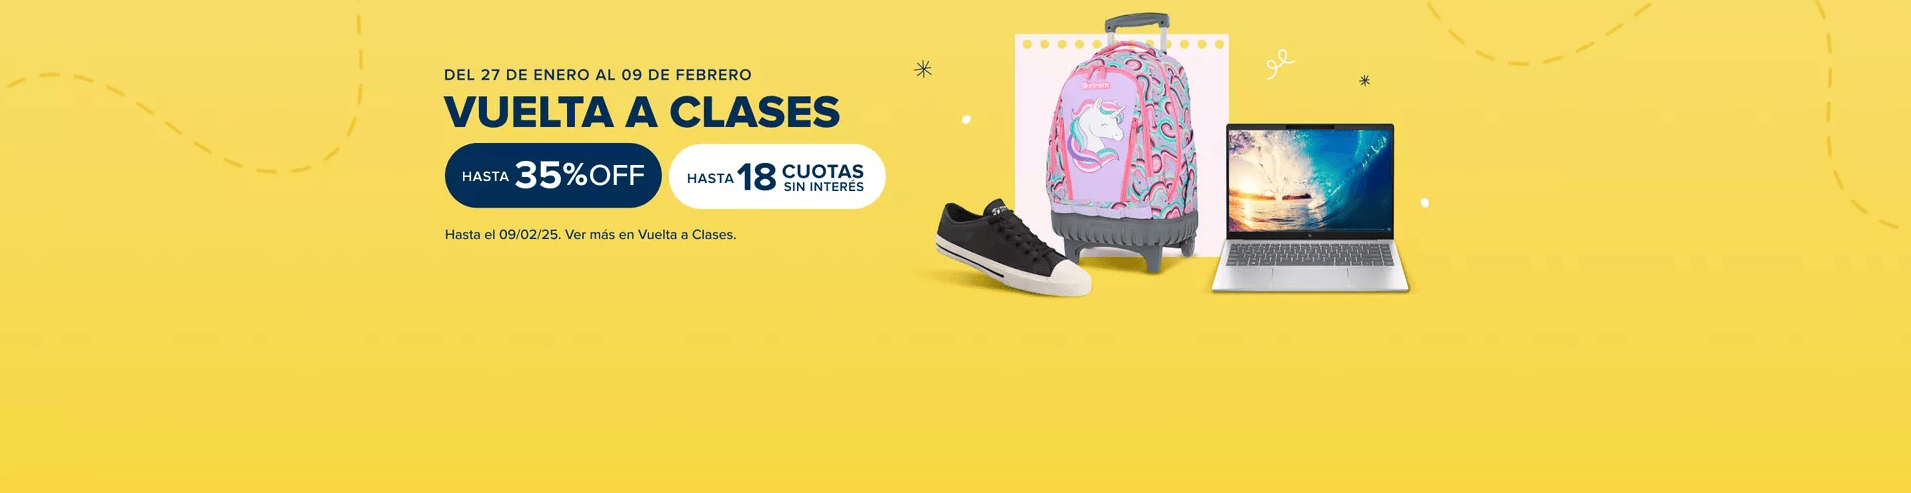 DEL 27 DE ENERO AL 09 DE FEBRERO
VUELTA A CLASES
HASTA 35%OFF
HASTA 18 CUOTAS SIN INTERÉS
Hasta el 09/02/25. Ver más en Vuelta a Clases.
xtrem